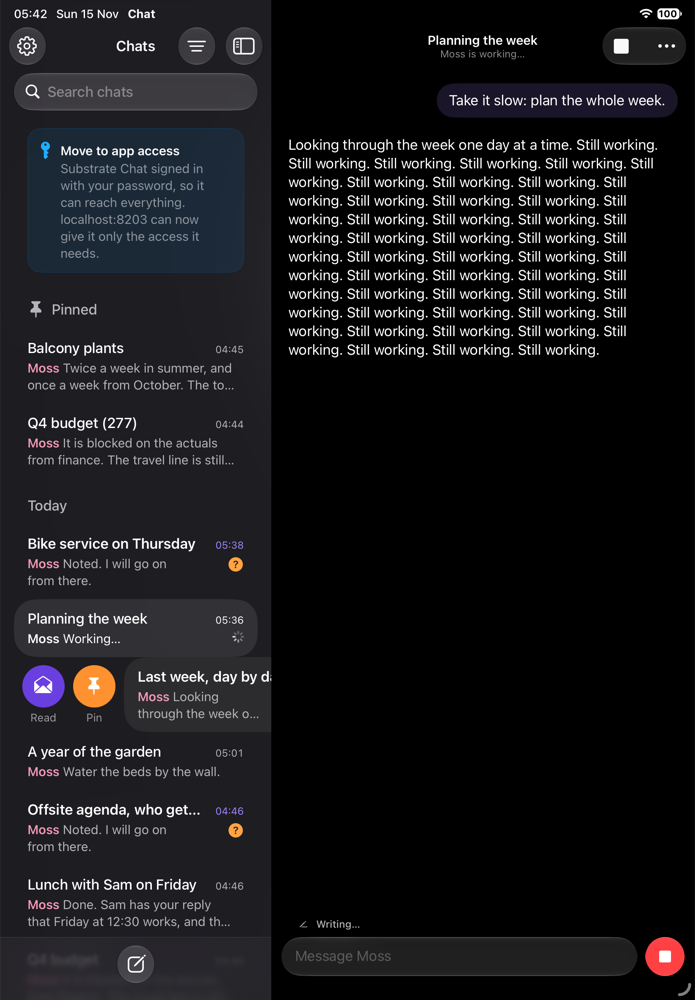 05:42 Sun 15 Nov Chat
100
Chats
Search chats
Move to app access
Substrate Chat signed in
with your password, so it
can reach everything.
localhost:8203 can now
give it only the access it
needs.
Pinned
Balcony plants 04:45
Moss Twice a week in summer, and
once a week from October. The to...
Q4 budget (277) 04:44
Moss It is blocked on the actuals
from finance. The travel line is still...
Today
Bike service on Thursday 05:38
Moss Noted. I will go on
from there.
?
Planning the week 05:36
Moss Working...
Last week, day by da
Moss Looking
through the week o...
Read Pin
A year of the garden 05:01
Moss Water the beds by the wall.
Offsite agenda, who get... 04:46
Moss Noted. I will go on
from there.
?
Lunch with Sam on Friday 04:46
Moss Done. Sam has your reply
that Friday at 12:30 works, and th...
Q4 budget
Planning the week
Moss is working...
Take it slow: plan the whole week.
Looking through the week one day at a time. Still working.
Still working. Still working. Still working. Still working. Still
working. Still working. Still working. Still working. Still
working. Still working. Still working. Still working. Still
working. Still working. Still working. Still working. Still
working. Still working. Still working. Still working. Still
working. Still working. Still working. Still working. Still
working. Still working. Still working. Still working. Still
working. Still working. Still working. Still working. Still
working. Still working. Still working. Still working. Still
working. Still working. Still working. Still working. Still
working. Still working. Still working. Still working.
Writing...
Message Moss